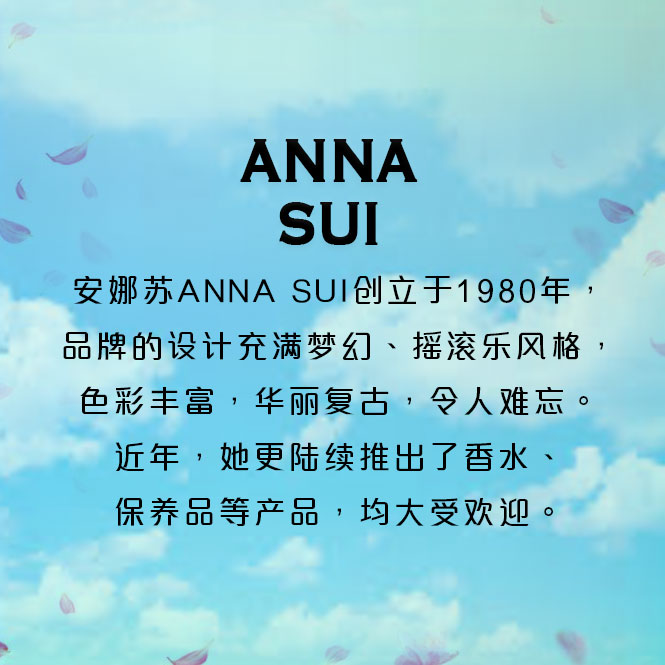 ANNA
SUI
安娜苏ANNA SUI创立于1980年，
品牌的设计充满梦幻、摇滚乐风格，
色彩丰富，华丽复古，令人难忘。
近年，她更陆续推出了香水、
保养品等产品，均大受欢迎。